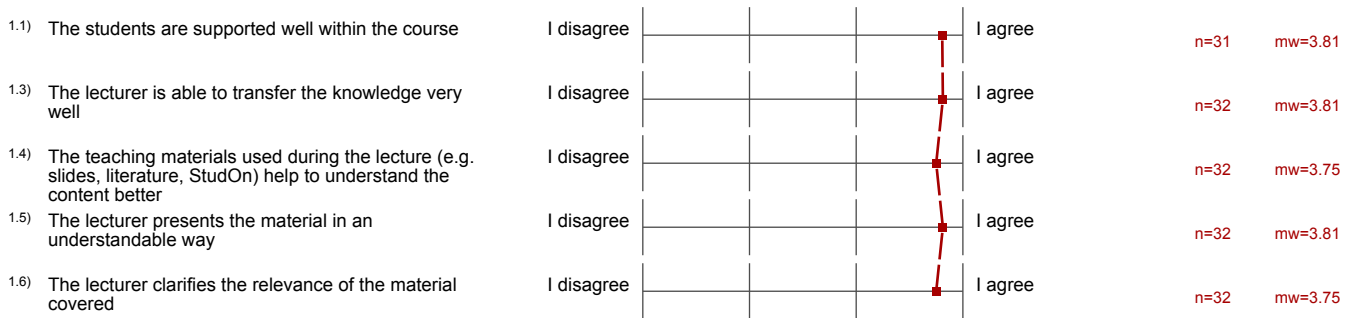 1.1) The students are supported well within the course I disagree I agree n=31 mw=3.81
1.3) The lecturer is able to transfer the knowledge very
well I disagree I agree n=32 mw=3.81
1.4) The teaching materials used during the lecture (e.g.
slides, literature, StudOn) help to understand the
content better I disagree I agree n=32 mw=3.75
1.5) The lecturer presents the material in an
understandable way I disagree I agree n=32 mw=3.81
1.6) The lecturer clarifies the relevance of the material
covered I disagree I agree n=32 mw=3.75